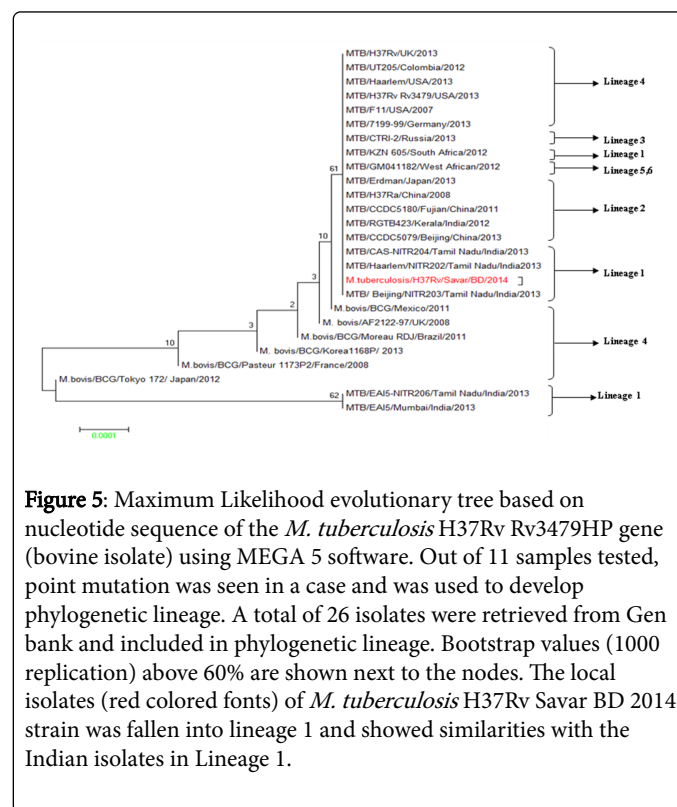 MTB/H37Rv/UK/2013
MTB/UT205/Colombia/2012
MTB/Haarlem/USA/2013
MTB/H37Rv Rv3479/USA/2013
MTB/F11/USA/2007
MTB/7199-99/Germany/2013
Lineage 4
MTB/CTRI-2/Russia/2013
Lineage 3
MTB/KZN 605/South Africa/2012
Lineage 1
MTB/GM041182/West African/2012
Lineage 5,6
61
MTB/Erdman/Japan/2013
MTB/H37Ra/China/2008
MTB/CCDC5180/Fujian/China/2011
MTB/RGTB423/Kerala/India/2012
MTB/CCDC5079/Beijing/China/2013
Lineage 2
10
MTB/CAS-NITR204/Tamil Nadu/India/2013
MTB/Haarlem/NITR202/Tamil Nadu/India2013
M.tuberculosis/H37Rv/Savar/BD/2014
MTB/ Beijing/NITR203/Tamil Nadu/India/2013
Lineage 1
3
M.bovis/BCG/Mexico/2011
2
M. bovis/AF2122-97/UK/2008
M.bovis/BCG/Moreau RDJ/Brazil/2011
3
M. bovis/BCG/Korea1168P/ 2013
10
M.bovis/BCG/Pasteur 1173P2/France/2008
M.bovis/BCG/Tokyo 172/ Japan/2012
Lineage 4
62
MTB/EAI5-NITR206/Tamil Nadu/India/2013
MTB/EAI5/Mumbai/India/2013
Lineage 1
0.0001
Figure 5: Maximum Likelihood evolutionary tree based on
nucleotide sequence of the M. tuberculosis H37Rv Rv3479HP gene
(bovine isolate) using MEGA 5 software. Out of 11 samples tested,
point mutation was seen in a case and was used to develop
phylogenetic lineage. A total of 26 isolates were retrieved from Gen
bank and included in phylogenetic lineage. Bootstrap values (1000
replication) above 60% are shown next to the nodes. The local
isolates (red colored fonts) of M. tuberculosis H37Rv Savar BD 2014
strain was fallen into lineage 1 and showed similarities with the
Indian isolates in Lineage 1.